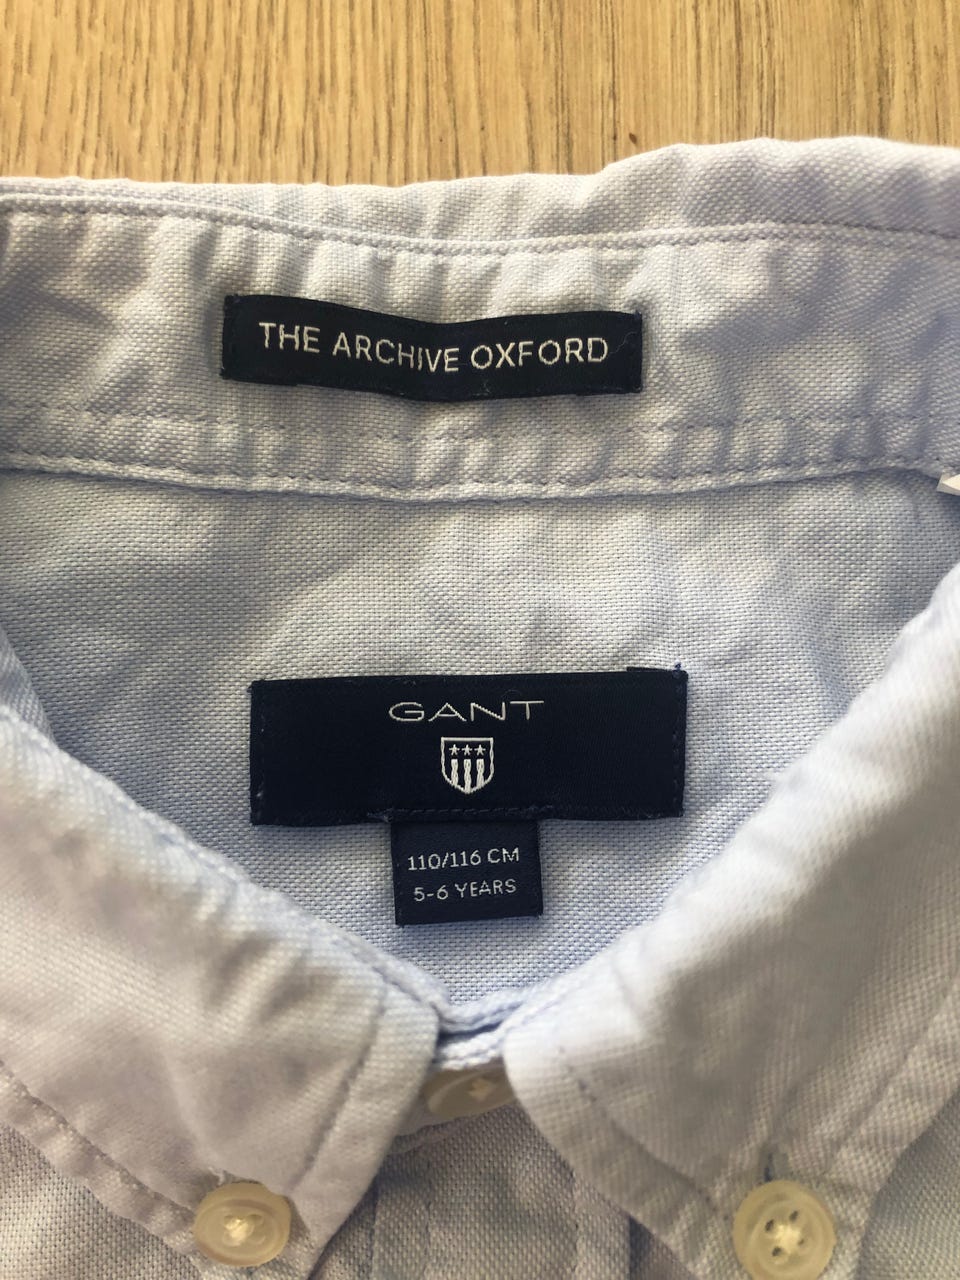 THE ARCHIVE OXFORD
GANT
110/116 CM
5-6 YEARS